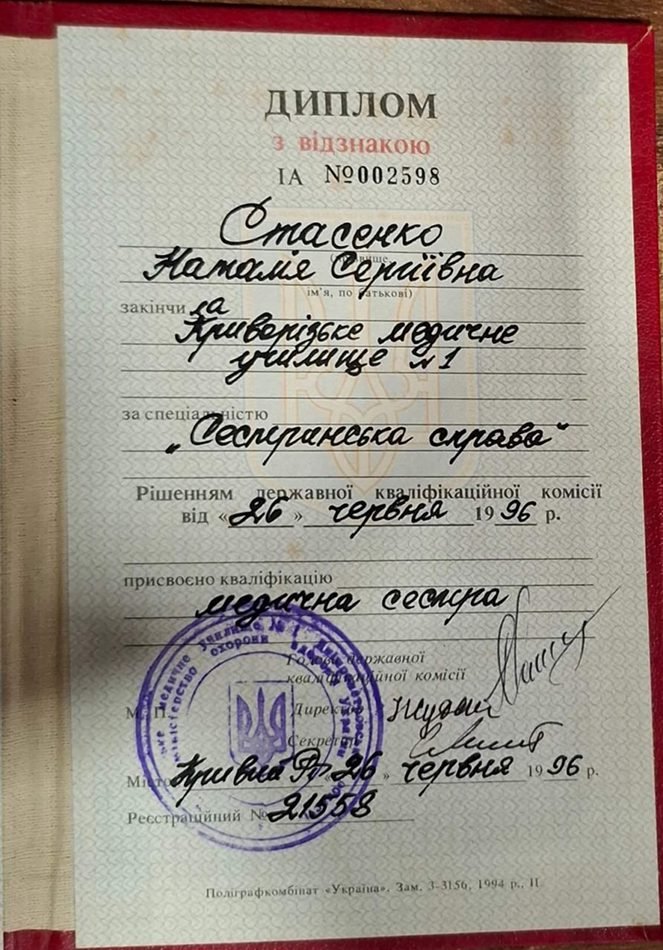 ДИПЛОМ
з відзнакою
ІА №002598
Стасенко
(прізвище,
Наталія Сергіївна
ім'я, по батькові)
закінчила
Криворізьке медичне
училище №1
за спеціальністю
„Сестринська справа"
Рішенням державної кваліфікаційної комісії
від «26» червня 1996 р.
присвоєно кваліфікацію
медична сестра
Голова державної
кваліфікаційної комісії
М. П. Директор
Секретар
Місто Кривий Ріг 26 » червня 1996 р.
Реєстраційний № 21558
Поліграфкомбінат «Україна». Зам. 3-3156, 1994 р., II